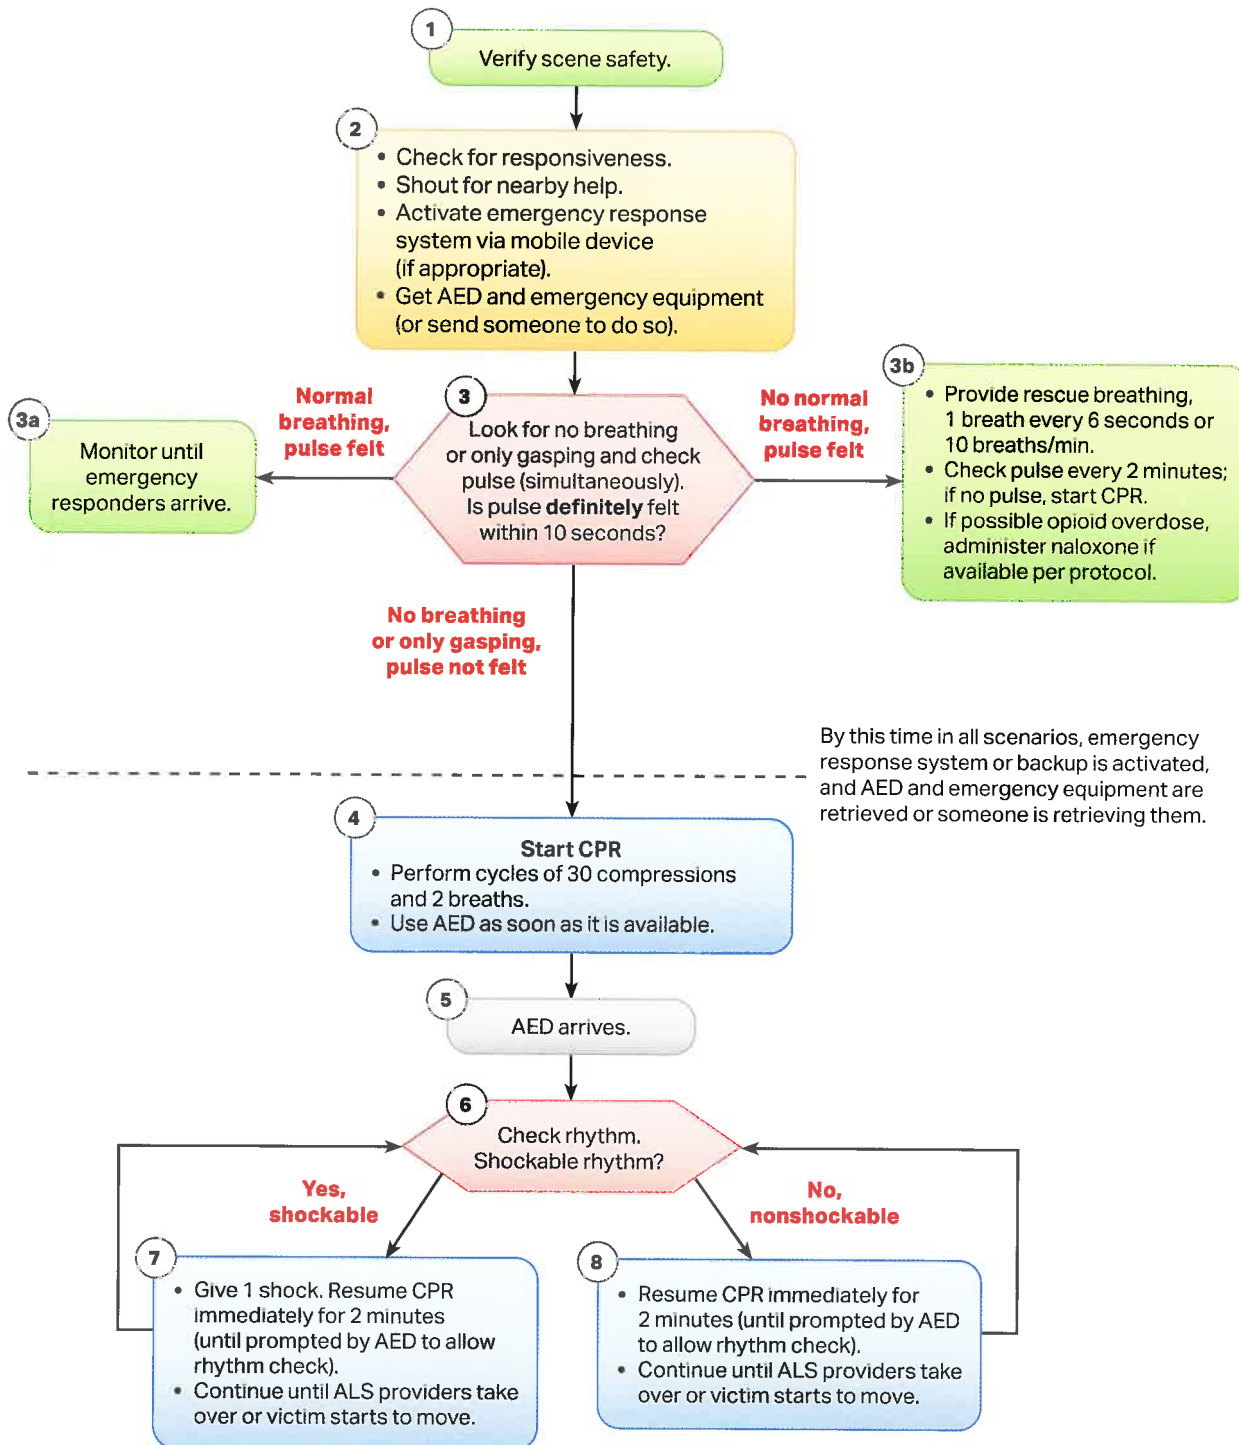 1
Verify scene safety.
2
• Check for responsiveness.
• Shout for nearby help.
• Activate emergency response
system via mobile device
(if appropriate).
• Get AED and emergency equipment
(or send someone to do so).
3
Look for no breathing
or only gasping and check
pulse (simultaneously).
Is pulse definitely felt
within 10 seconds?
Normal
breathing,
pulse felt
3a
Monitor until
emergency
responders arrive.
No normal
breathing,
pulse felt
3b
• Provide rescue breathing,
1 breath every 6 seconds or
10 breaths/min.
• Check pulse every 2 minutes;
if no pulse, start CPR.
• If possible opioid overdose,
administer naloxone if
available per protocol.
No breathing
or only gasping,
pulse not felt
By this time in all scenarios, emergency
response system or backup is activated,
and AED and emergency equipment are
retrieved or someone is retrieving them.
4
Start CPR
• Perform cycles of 30 compressions
and 2 breaths.
• Use AED as soon as it is available.
5
AED arrives.
6
Check rhythm.
Shockable rhythm?
Yes,
shockable
No,
nonshockable
7
• Give 1 shock. Resume CPR
immediately for 2 minutes
(until prompted by AED to allow
rhythm check).
• Continue until ALS providers take
over or victim starts to move.
8
• Resume CPR immediately for
2 minutes (until prompted by AED
to allow rhythm check).
• Continue until ALS providers take
over or victim starts to move.